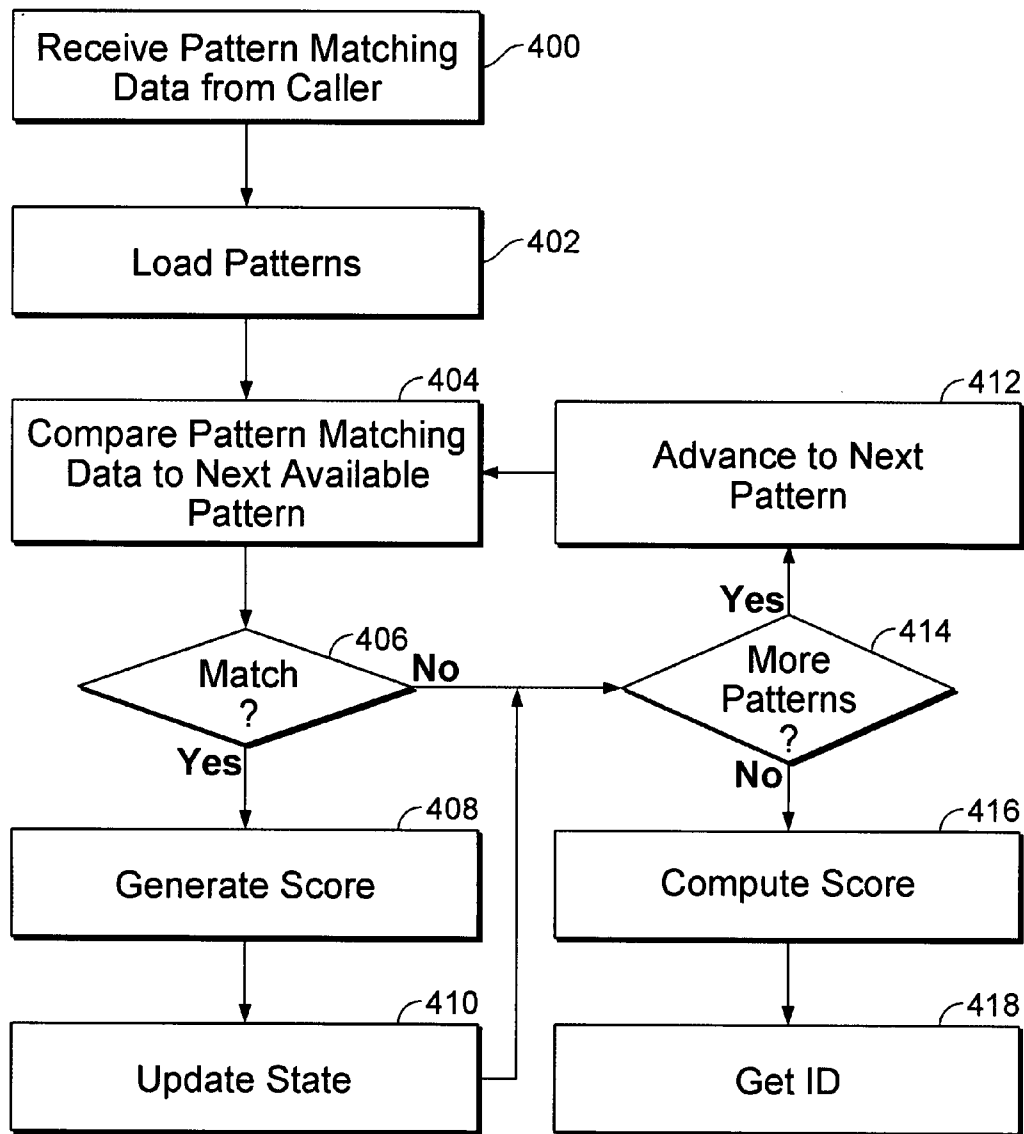 Receive Pattern Matching
Data from Caller
400
Load Patterns
402
404
Compare Pattern Matching
Data to Next Available
Pattern
412
Advance to Next
Pattern
406
Match
?
No
Yes
Yes
414
More
Patterns
?
No
408
Generate Score
416
Compute Score
410
Update State
418
Get ID